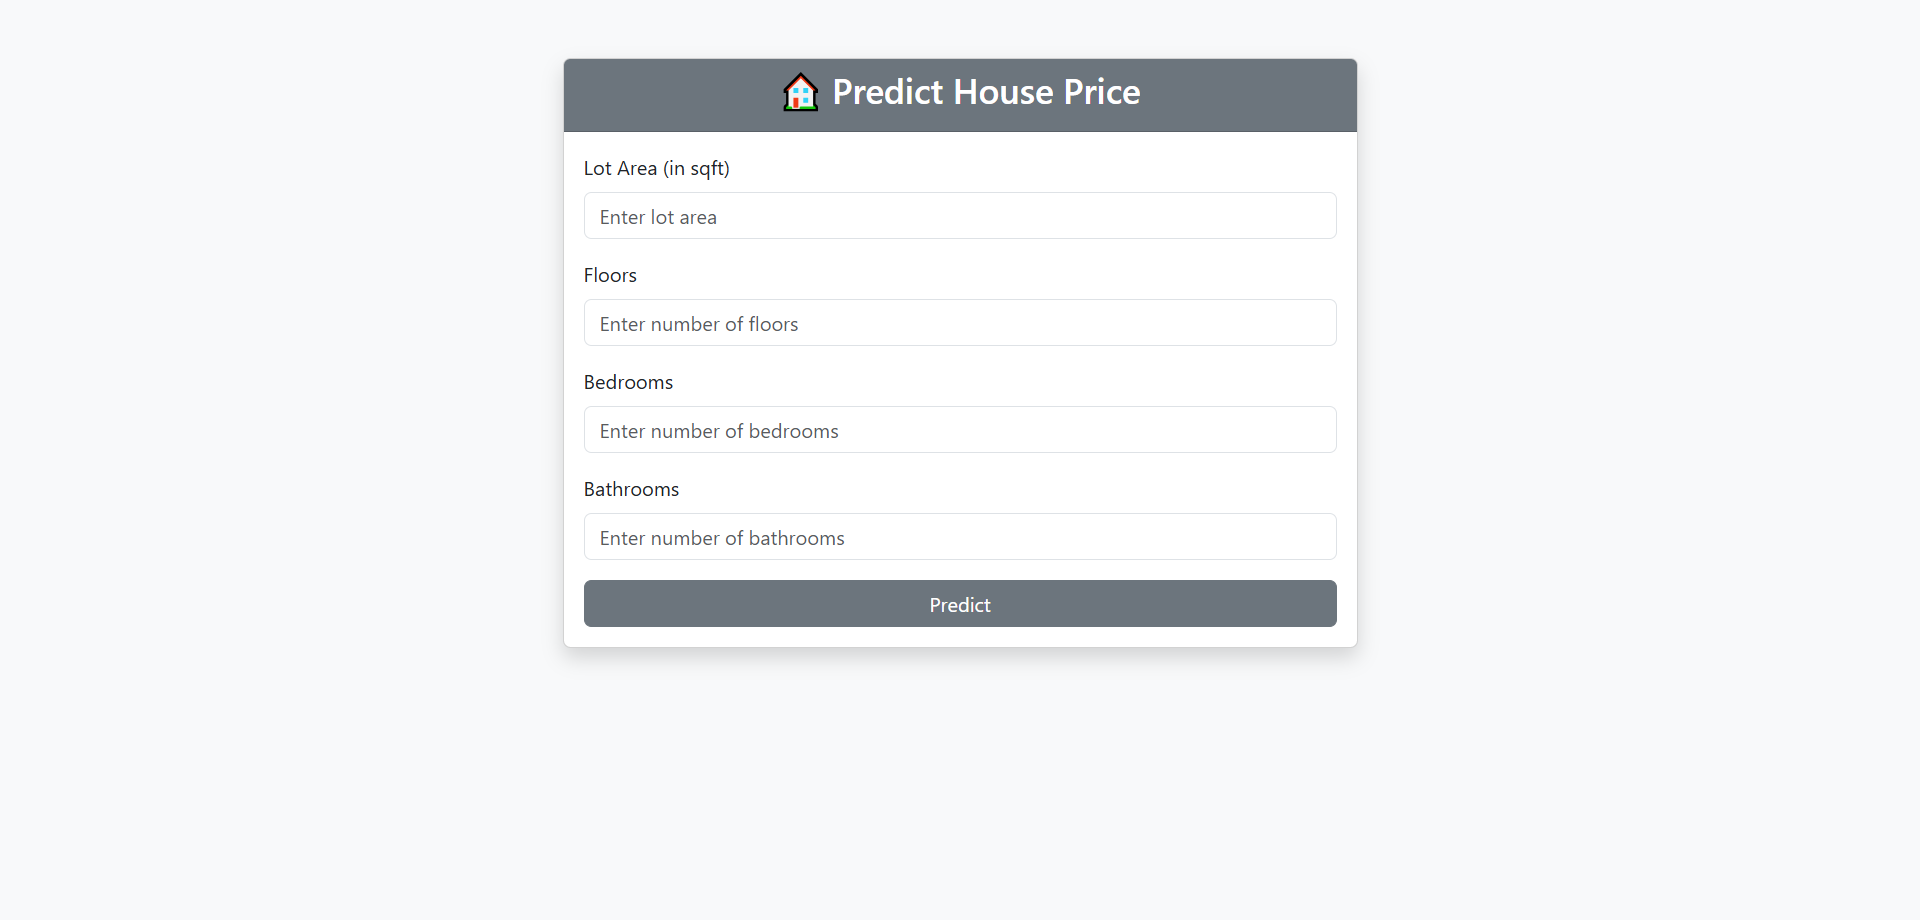 Predict House Price
Lot Area (in sqft)
Enter lot area
Floors
Enter number of floors
Bedrooms
Enter number of bedrooms
Bathrooms
Enter number of bathrooms
Predict